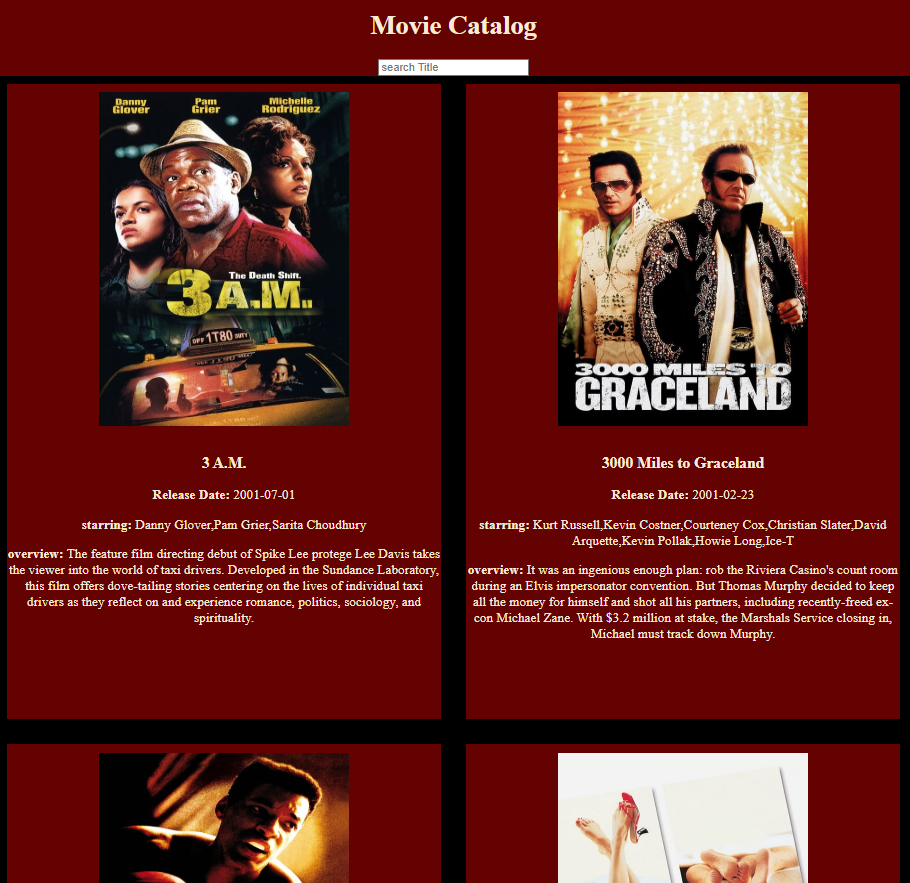 Movie Catalog
search Title
Danny Glover
Pam Grier
Michelle Rodriguez
The Death Shift.
3 A.M.
OFF 1T80 DUTY
3000 MILES TO
GRACELAND
3 A.M.
Release Date: 2001-07-01
starring: Danny Glover,Pam Grier,Sarita Choudhury
overview: The feature film directing debut of Spike Lee protege Lee Davis takes
the viewer into the world of taxi drivers. Developed in the Sundance Laboratory,
this film offers dove-tailing stories centering on the lives of individual taxi
drivers as they reflect on and experience romance, politics, sociology, and
spirituality.
3000 Miles to Graceland
Release Date: 2001-02-23
starring: Kurt Russell,Kevin Costner,Courteney Cox,Christian Slater,David
Arquette,Kevin Pollak,Howie Long,Ice-T
overview: It was an ingenious enough plan: rob the Riviera Casino's count room
during an Elvis impersonator convention. But Thomas Murphy decided to keep
all the money for himself and shot all his partners, including recently-freed ex-
con Michael Zane. With $3.2 million at stake, the Marshals Service closing in,
Michael must track down Murphy.